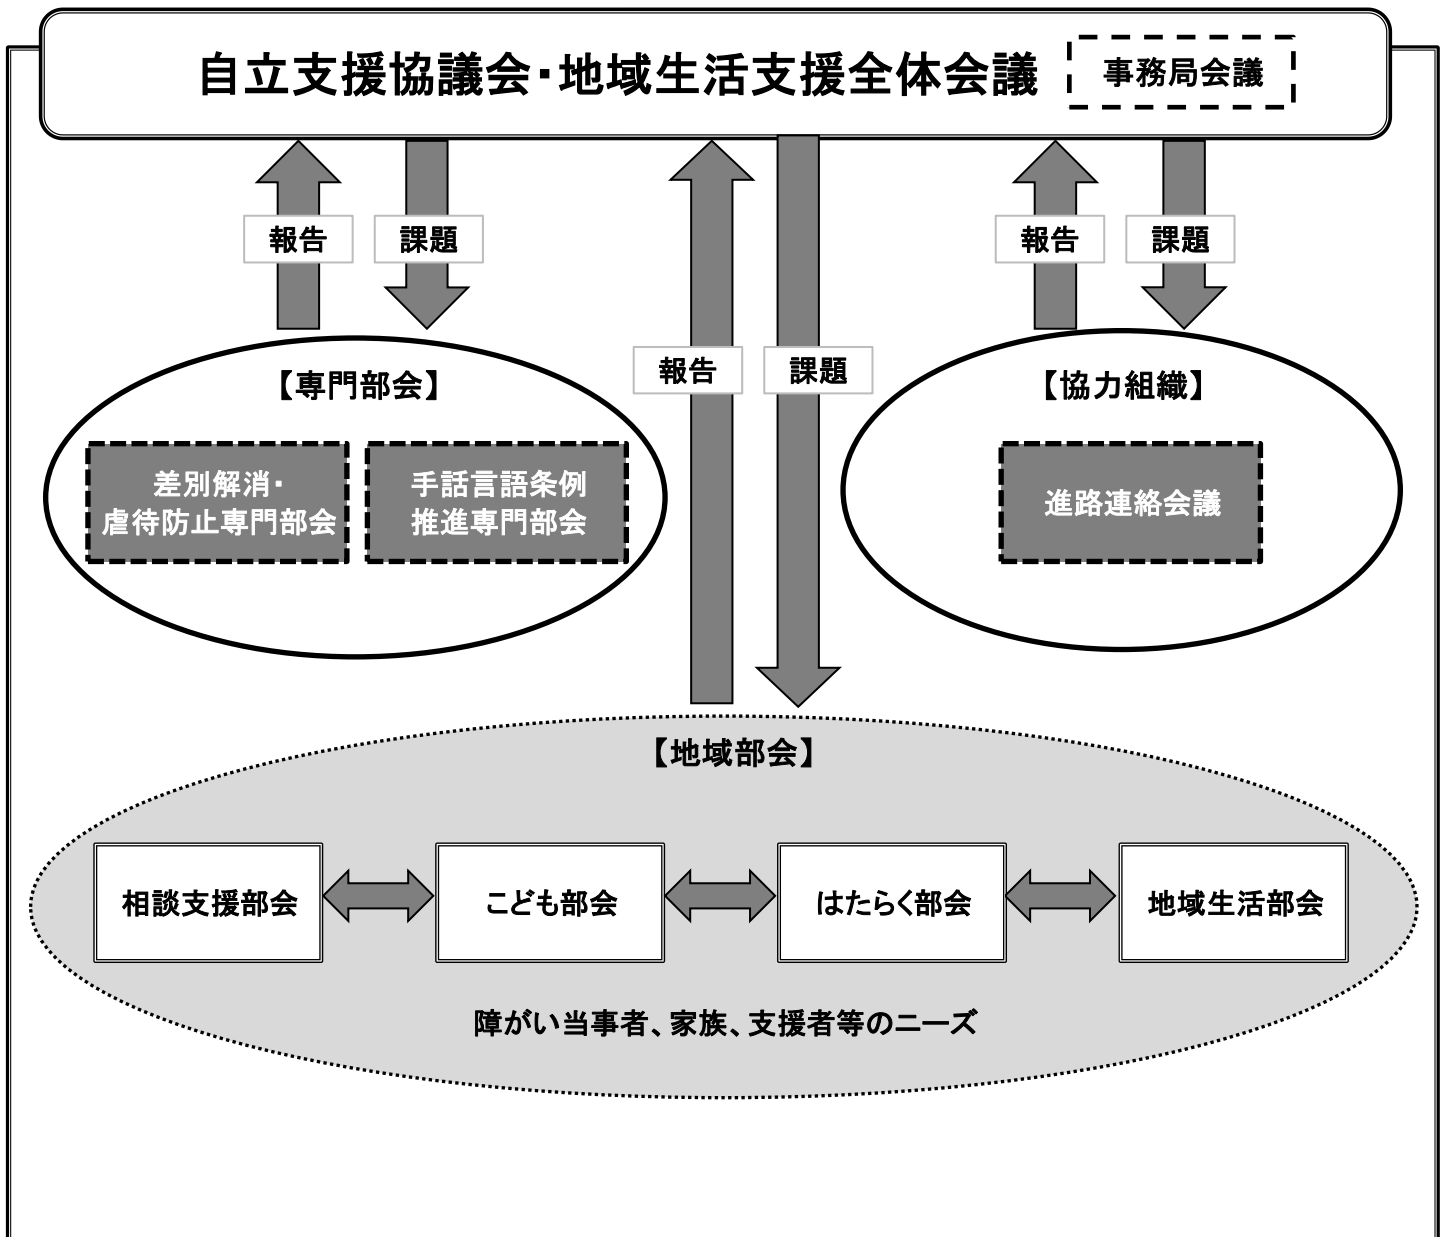 自立支援協議会・地域生活支援全体会議
事務局会議
報告
課題
報告
課題
報告
課題
【専門部会】
差別解消・
虐待防止専門部会
手話言語条例
推進専門部会
【協力組織】
進路連絡会議
【地域部会】
相談支援部会
こども部会
はたらく部会
地域生活部会
障がい当事者、家族、支援者等のニーズ